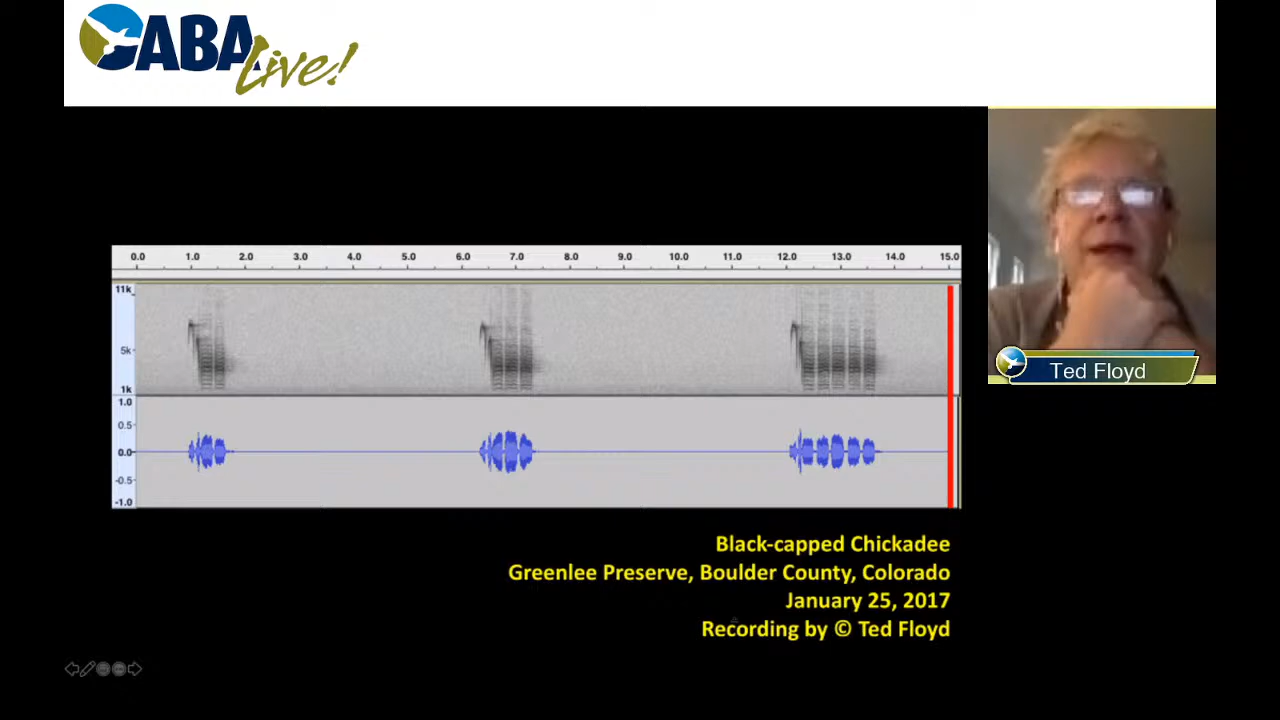 ABA
Live!
0.0 1.0 2.0 3.0 4.0 5.0 6.0 7.0 8.0 9.0 10.0 11.0 12.0 13.0 14.0 15.0
11k
5k
1k
1.0
0.5
0.0
-0.5
-1.0
Ted Floyd
Black-capped Chickadee
Greenlee Preserve, Boulder County, Colorado
January 25, 2017
Recording by © Ted Floyd